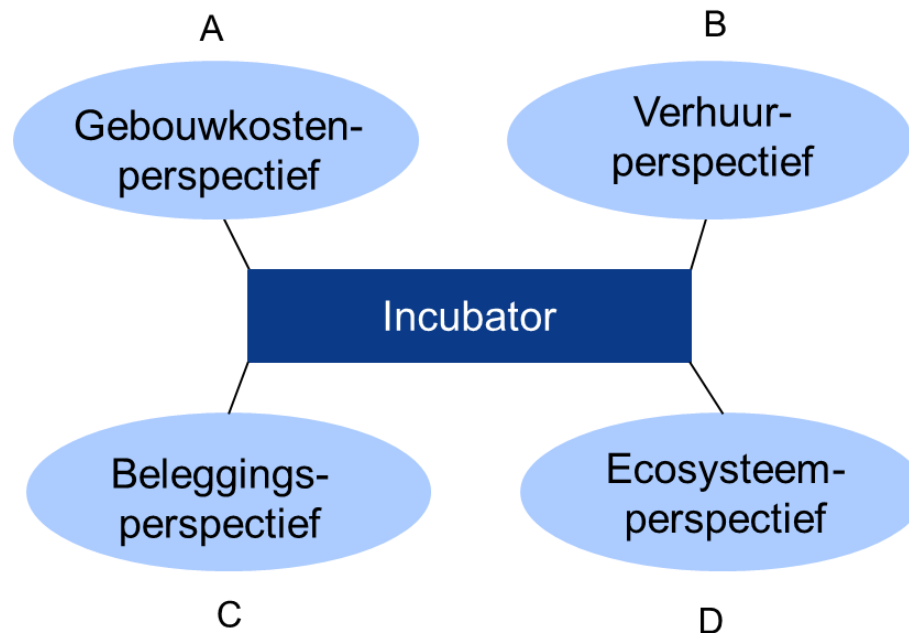 A
B
Gebouwkosten-
perspectief
Verhuur-
perspectief
Incubator
Beleggings-
perspectief
Ecosysteem-
perspectief
C
D